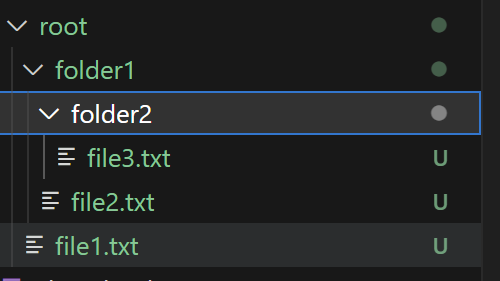 root
folder1
folder2
file3.txt U
file2.txt U
file1.txt U